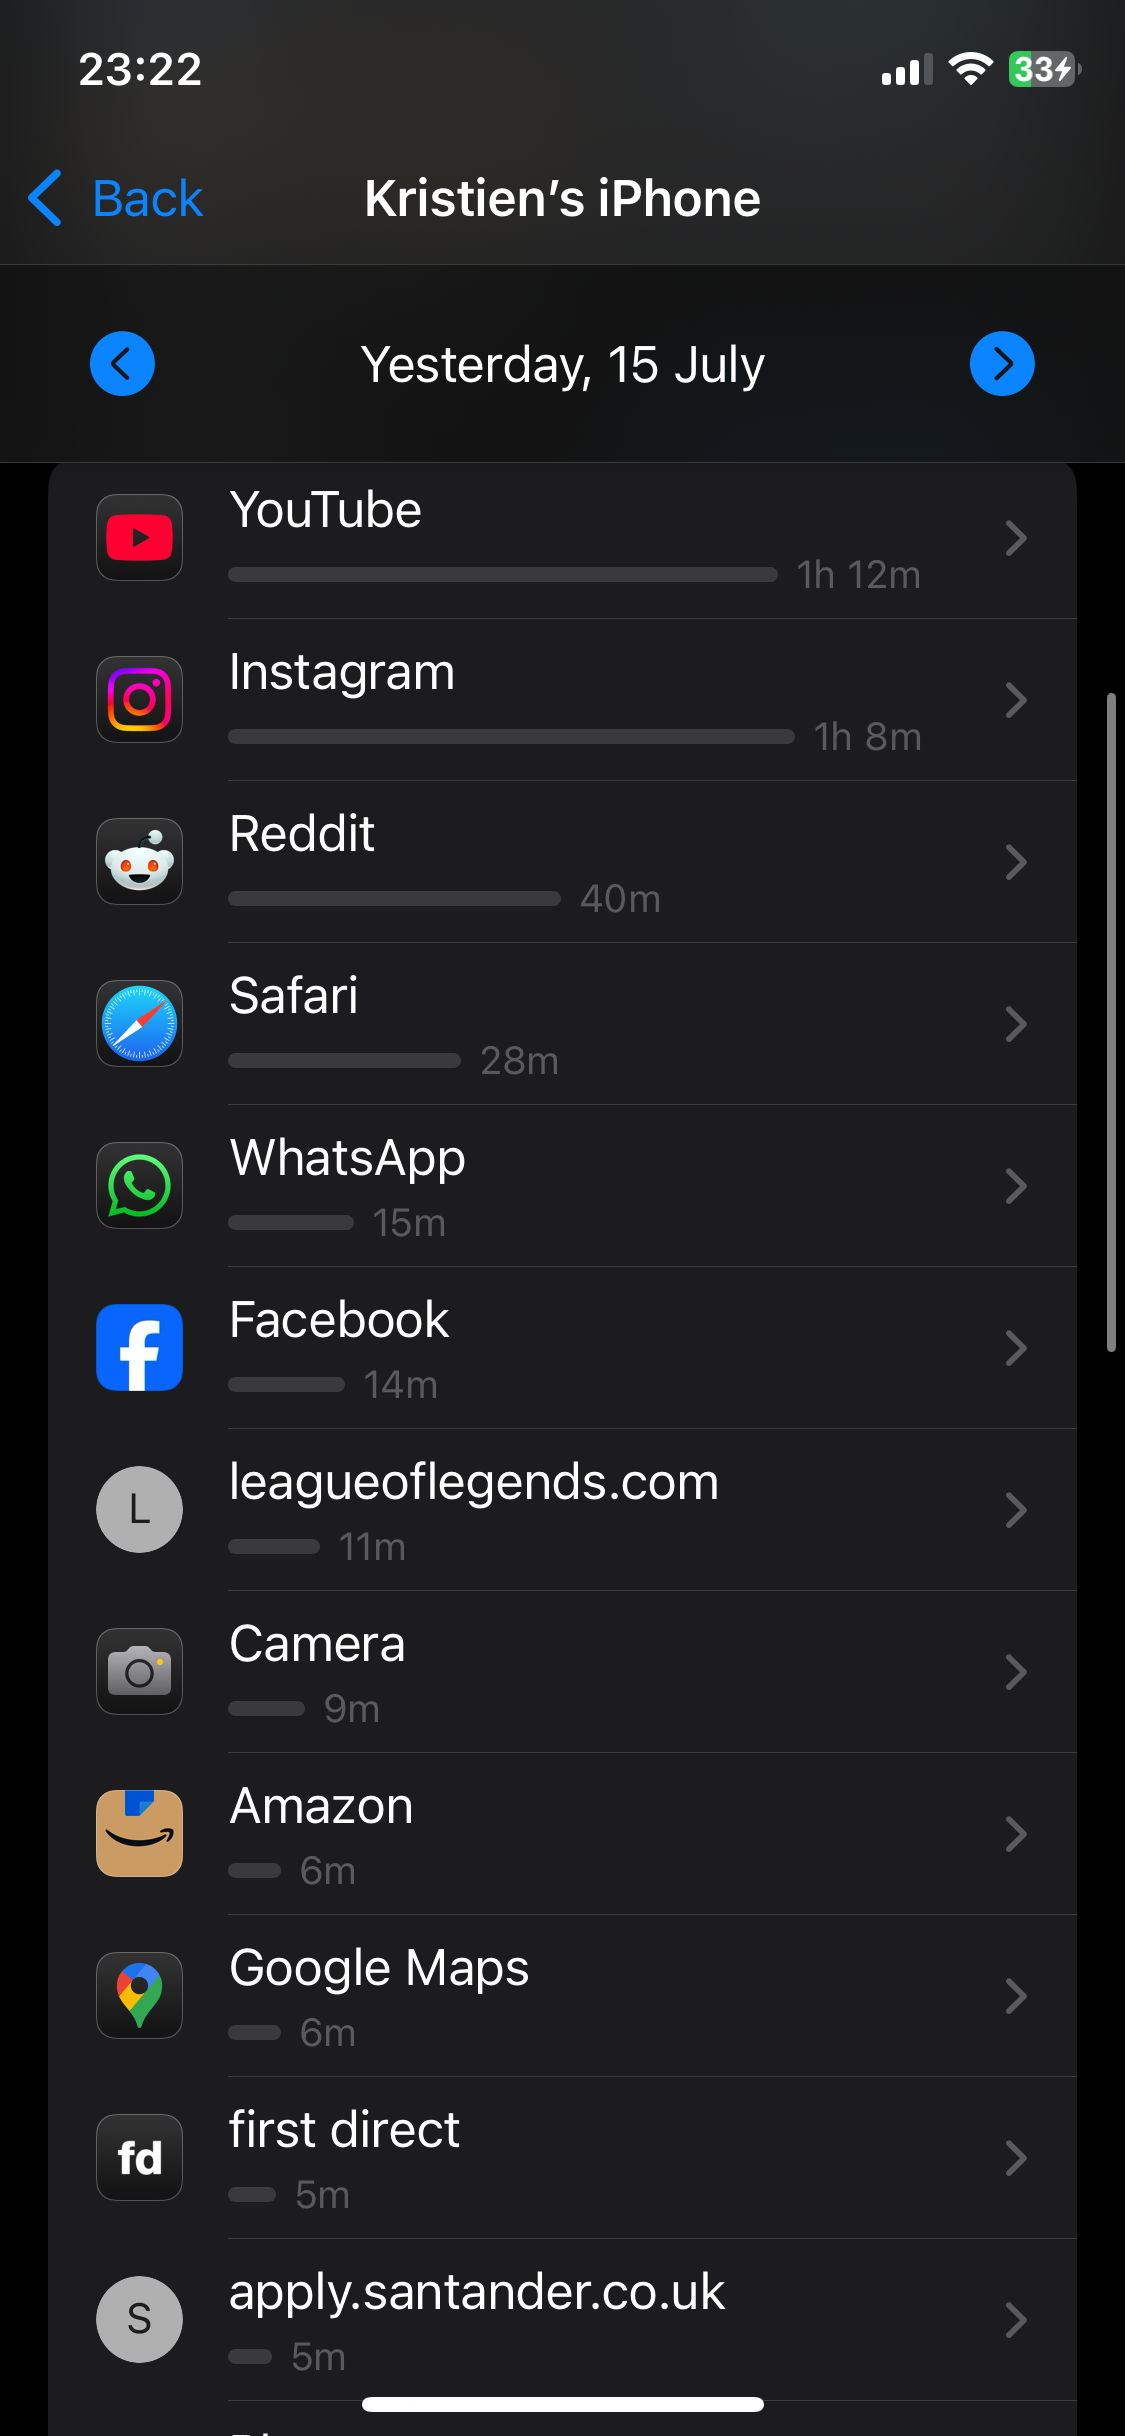 23:22
33
Back
Kristien's iPhone
Yesterday, 15 July
YouTube
1h 12m
Instagram
1h 8m
Reddit
40m
Safari
28m
WhatsApp
15m
Facebook
14m
L
leagueoflegends.com
11m
Camera
9m
Amazon
6m
Google Maps
6m
fd
first direct
5m
S
apply.santander.co.uk
5m